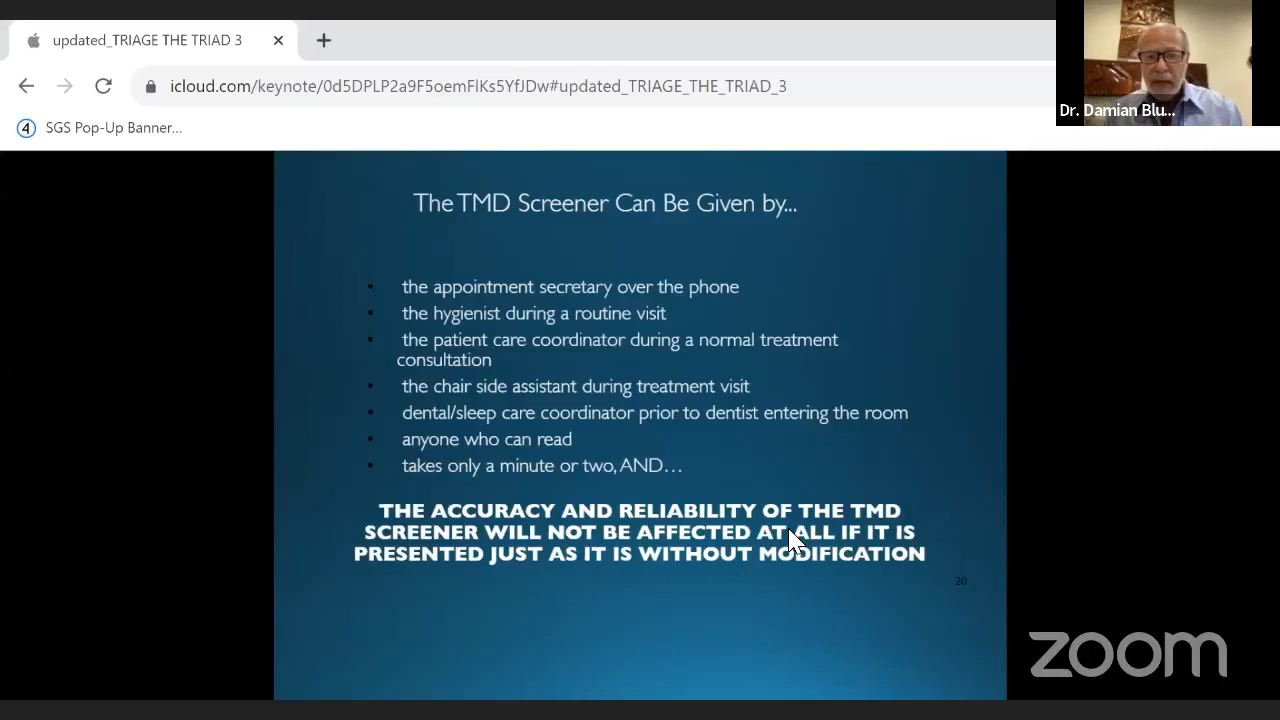 updated_TRIAGE THE TRIAD 3
icloud.com/keynote/0d5DPLP2a9F5oemFlKs5YfJDw#updated_TRIAGE_THE_TRIAD_3
4 SGS Pop-Up Banner...
Dr. Damian Blu...
The TMD Screener Can Be Given by...
• the appointment secretary over the phone
• the hygienist during a routine visit
• the patient care coordinator during a normal treatment
consultation
• the chair side assistant during treatment visit
• dental/sleep care coordinator prior to dentist entering the room
• anyone who can read
• takes only a minute or two, AND...
THE ACCURACY AND RELIABILITY OF THE TMD
SCREENER WILL NOT BE AFFECTED AT ALL IF IT IS
PRESENTED JUST AS IT IS WITHOUT MODIFICATION
20
zoom